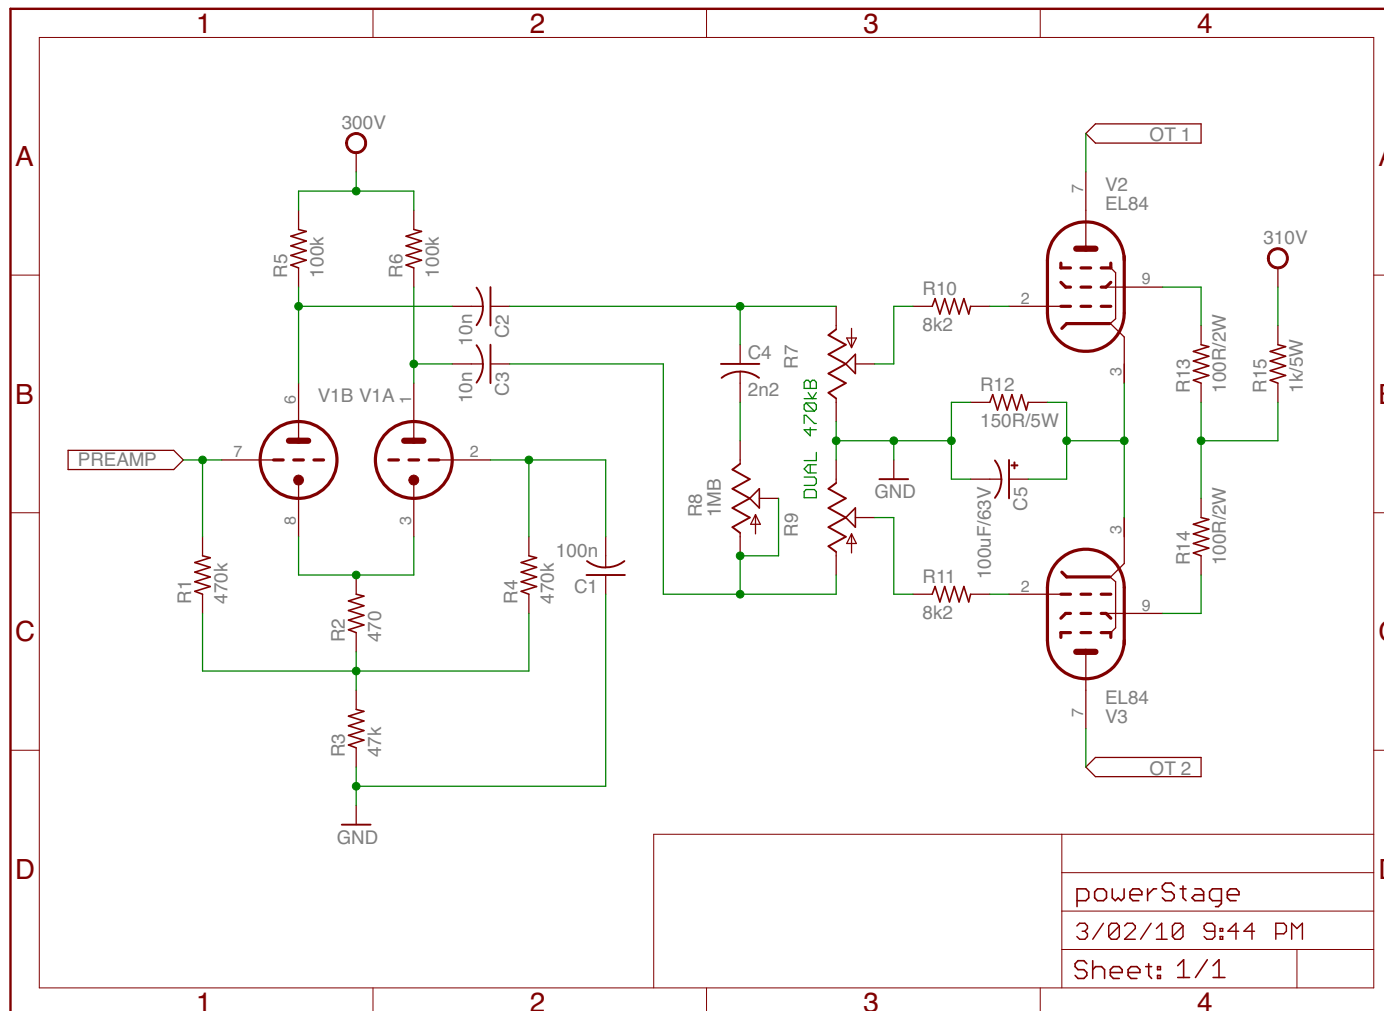 1 2 3 4
A
B
C
D
A
300V
R5
100k
R6
100k
10n
C2
10n
C3
V1B V1A
6
1
PREAMP
7
2
8
3
R1
470k
R2
470
R4
470k
100n
C1
R3
47k
GND
C4
2n2
R7
DUAL 470kB
R8
1MB
R9
R10
8k2
R12
150R/5W
GND
100uF/63V
C5
R11
8k2
OT 1
7
V2
EL84
2
9
3
R13
100R/2W
310V
R15
1k/5W
R14
100R/2W
3
2
9
EL84
V3
7
OT 2
powerStage
3/02/10 9:44 PM
Sheet: 1/1
1 2 3 4